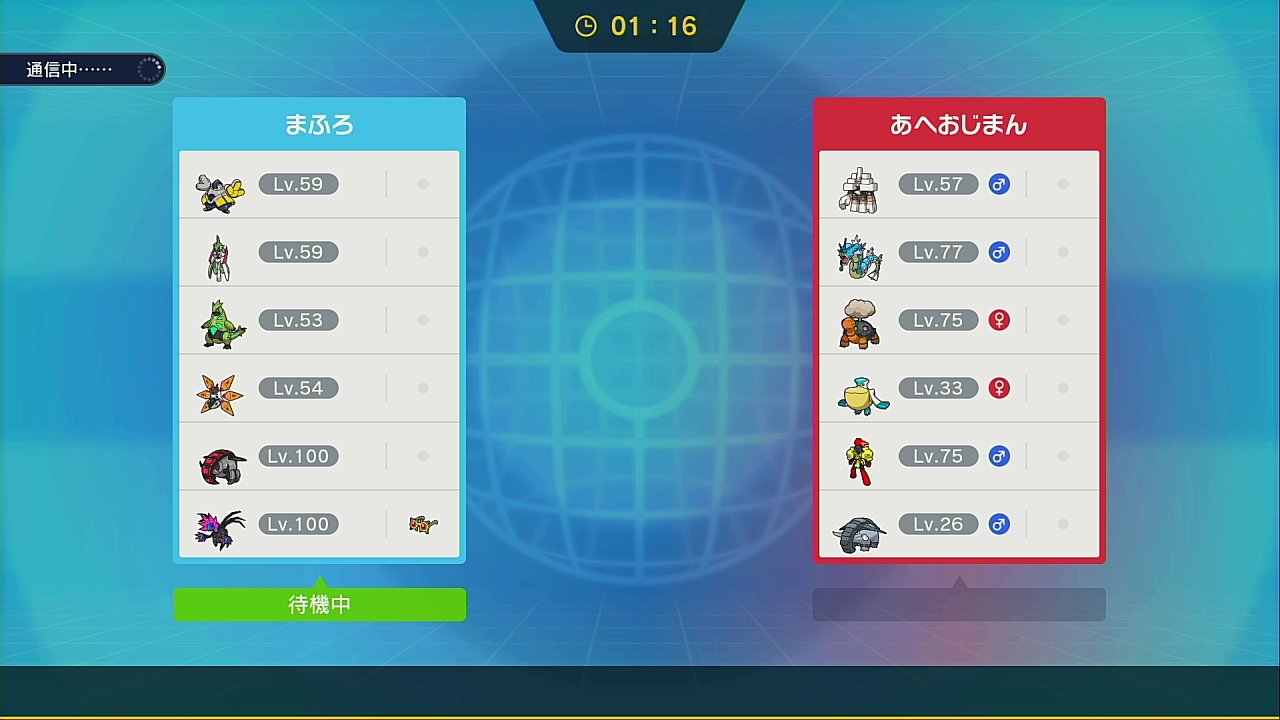 01：16
通信中……
まふろ
Lv.59
Lv.59
Lv.53
Lv.54
Lv.100
Lv.100
待機中
あへおじまん
Lv.57 ♂
Lv.77 ♂
Lv.75 ♀
Lv.33 ♀
Lv.75 ♂
Lv.26 ♂